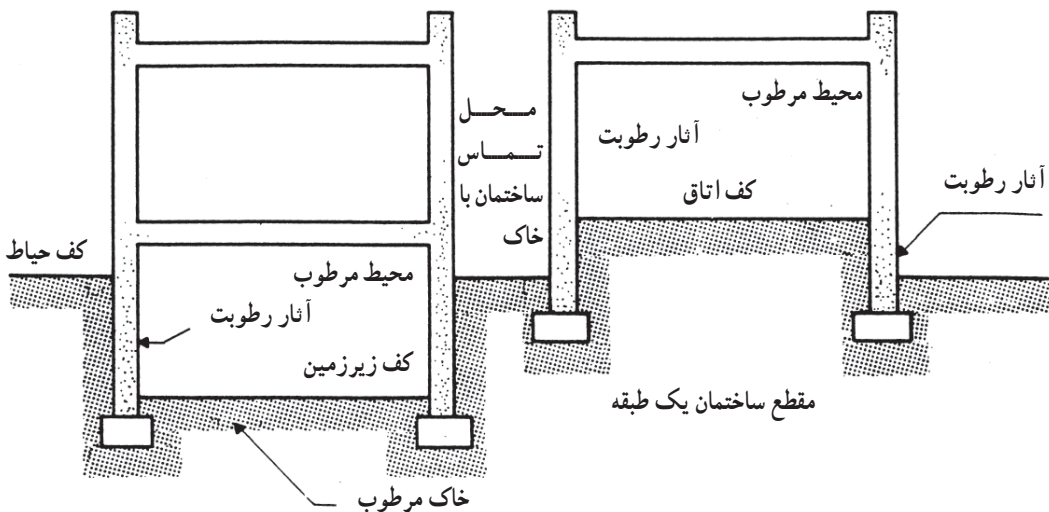 محیط مرطوب
آثار رطوبت
کف اتاق
آثار رطوبت
محل
تماس
ساختمان با
خاک
کف حیاط
محیط مرطوب
آثار رطوبت
کف زیرزمین
مقطع ساختمان یک طبقه
خاک مرطوب